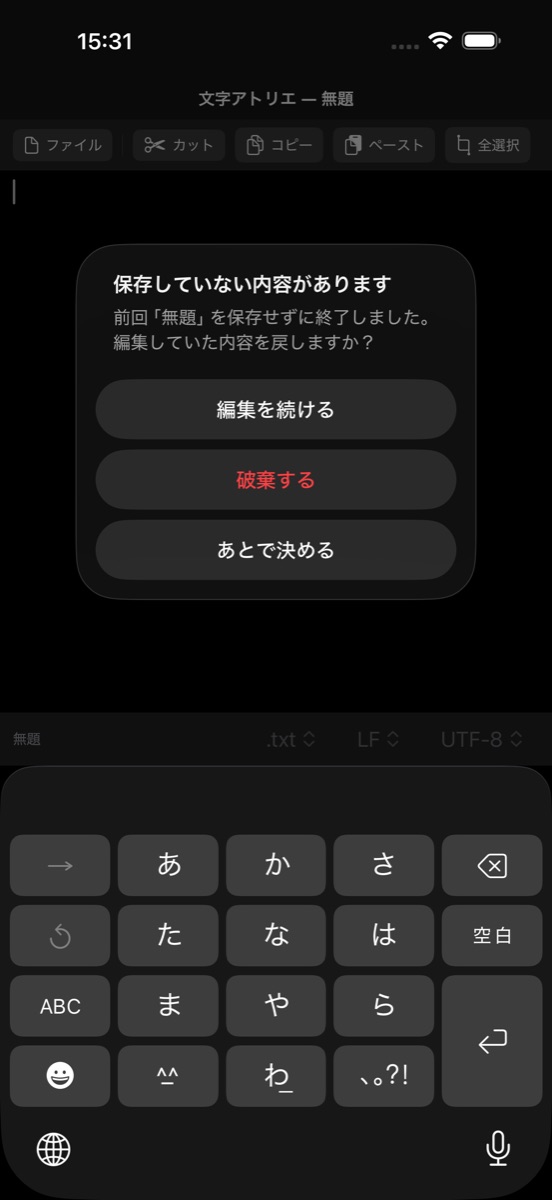 15:31
文字アトリエ — 無題
ファイル カット コピー ペースト 全選択
保存していない内容があります
前回「無題」を保存せずに終了しました。
編集していた内容を戻しますか？
編集を続ける
破棄する
あとで決める
無題 .txt LF UTF-8
→ あ か さ
た な は 空白
ABC ま や ら
^^ わ 、。?!